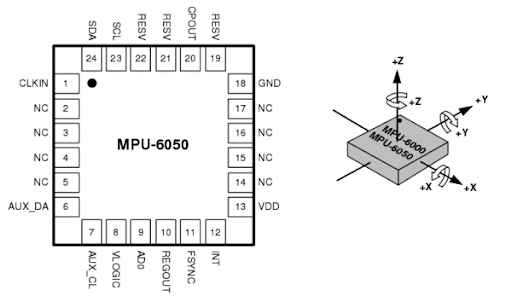 SDA SCL RESV RESV CPOUT RESV
24 23 22 21 20 19
CLKIN 1 18 GND
NC 2 17 NC
NC 3 16 NC
MPU-6050
NC 4 15 NC
NC 5 14 NC
AUX_DA 6 13 VDD
7 8 9 10 11 12
AUX_CL VLOGIC AD0 REGOUT FSYNC INT
+Z
+Z
+Y
+Y
MPU-6000
MPU-6050
+X
+X